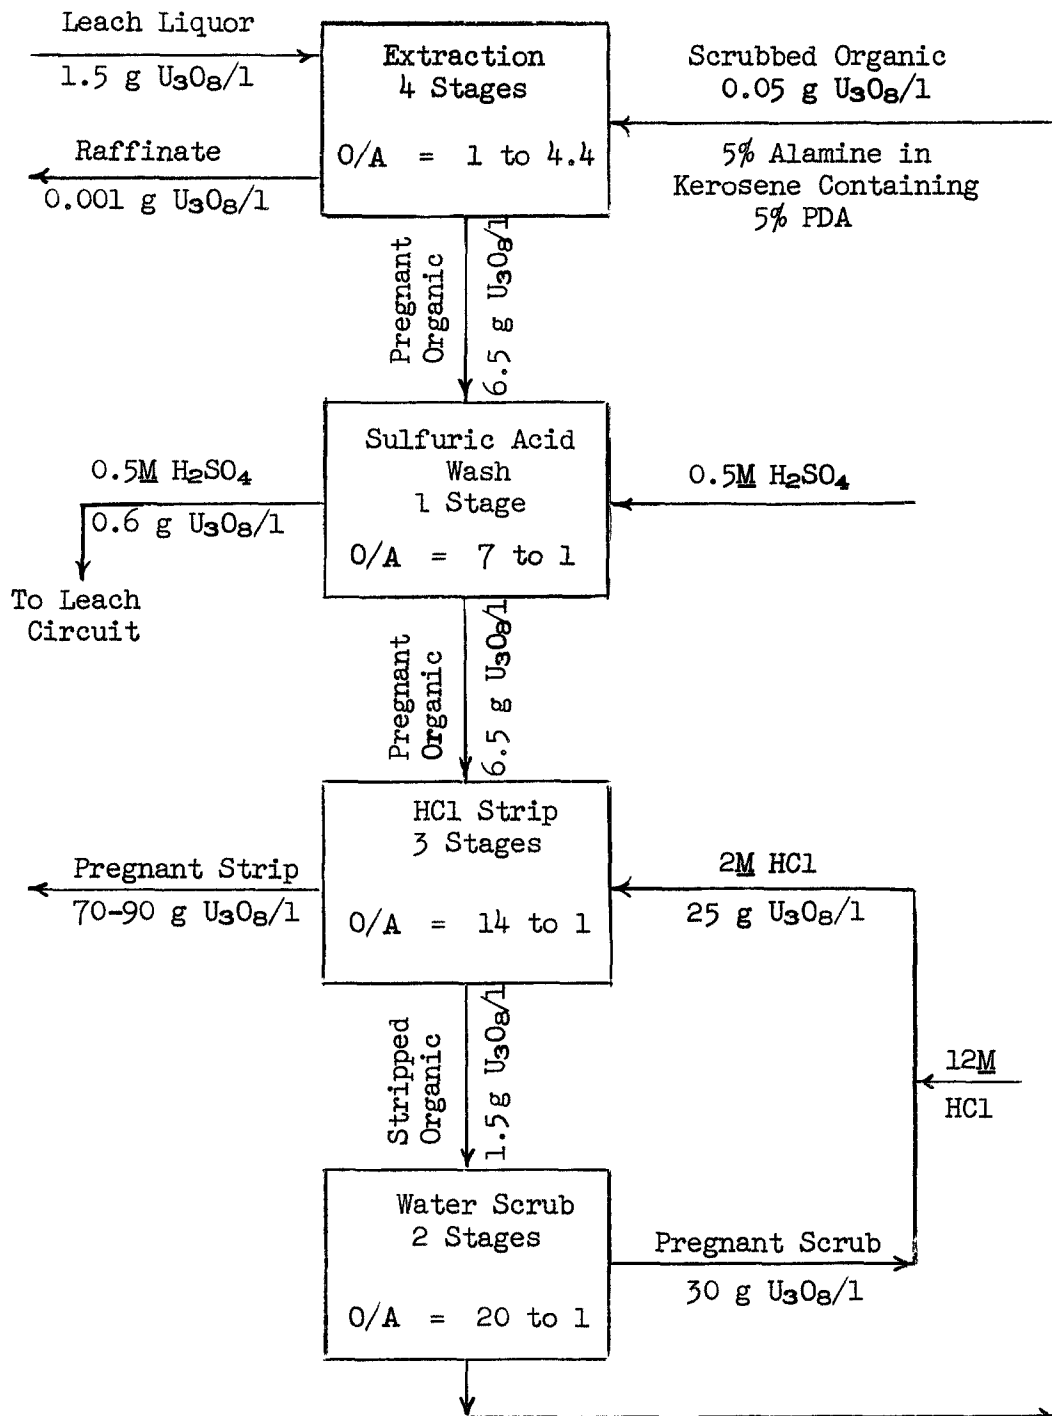 Leach Liquor
1.5 g U₃O₈/l
Raffinate
0.001 g U₃O₈/l
Extraction
4 Stages
O/A = 1 to 4.4
Scrubbed Organic
0.05 g U₃O₈/l
5% Alamine in
Kerosene Containing
5% PDA
Pregnant
Organic
6.5 g U₃O₈/l
Sulfuric Acid
Wash
1 Stage
O/A = 7 to 1
0.5M H₂SO₄
0.6 g U₃O₈/l
To Leach
Circuit
0.5M H₂SO₄
Pregnant
Organic
6.5 g U₃O₈/l
HCl Strip
3 Stages
O/A = 14 to 1
Pregnant Strip
70-90 g U₃O₈/l
2M HCl
25 g U₃O₈/l
12M
HCl
Stripped
Organic
1.5g U₃O₈/l
Water Scrub
2 Stages
O/A = 20 to 1
Pregnant Scrub
30 g U₃O₈/l